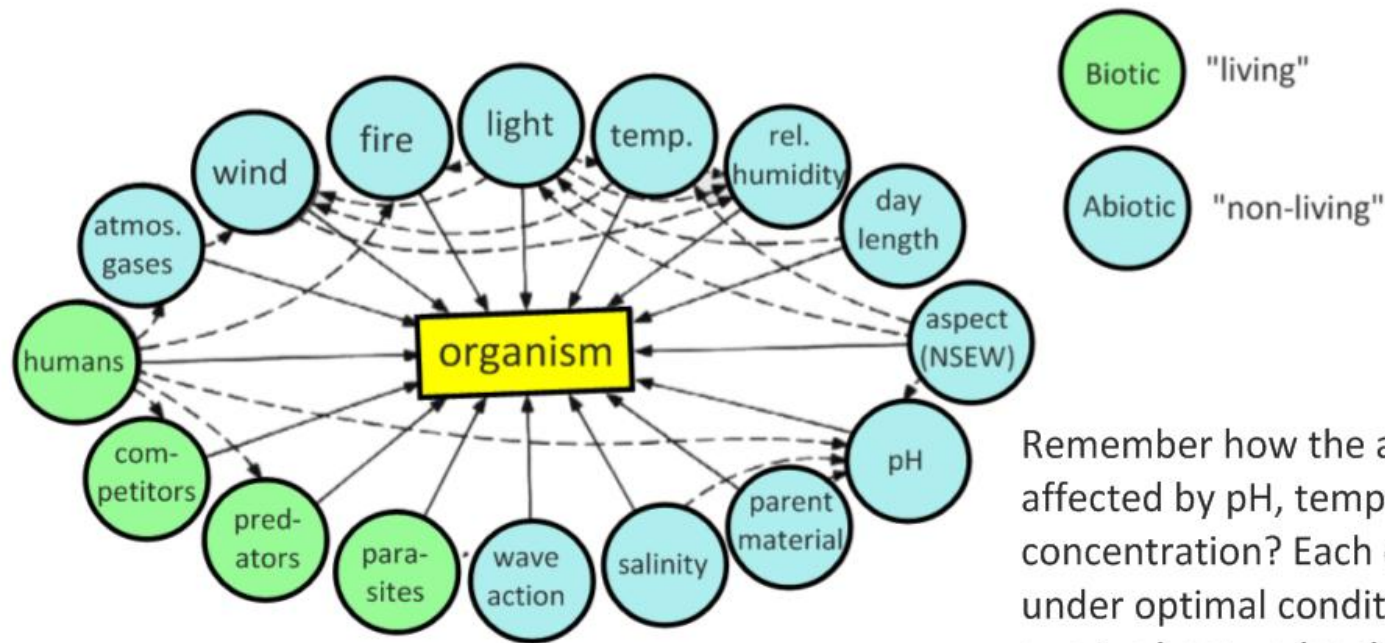 Biotic
"living"
Abiotic
"non-living"
light
fire
temp.
rel.
humidity
wind
day
length
atmos.
gases
aspect
(NSEW)
humans
organism
com-
petitors
pH
pred-
ators
para-
sites
wave
action
salinity
parent
material
Remember how the a
affected by pH, temp
concentration? Each
under optimal condit